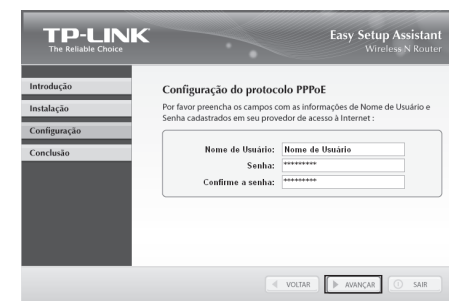 TP-LINK
The Reliable Choice
Easy Setup Assistant
Wireless N Router
Introdução
Instalação
Configuração
Conclusão
Configuração do protocolo PPPoE
Por favor preencha os campos com as informações de Nome de Usuário e
Senha cadastrados em seu provedor de acesso à Internet :
Nome de Usuário: Nome de Usuário
Senha: *********
Confirme a senha: *********
VOLTAR AVANÇAR SAIR